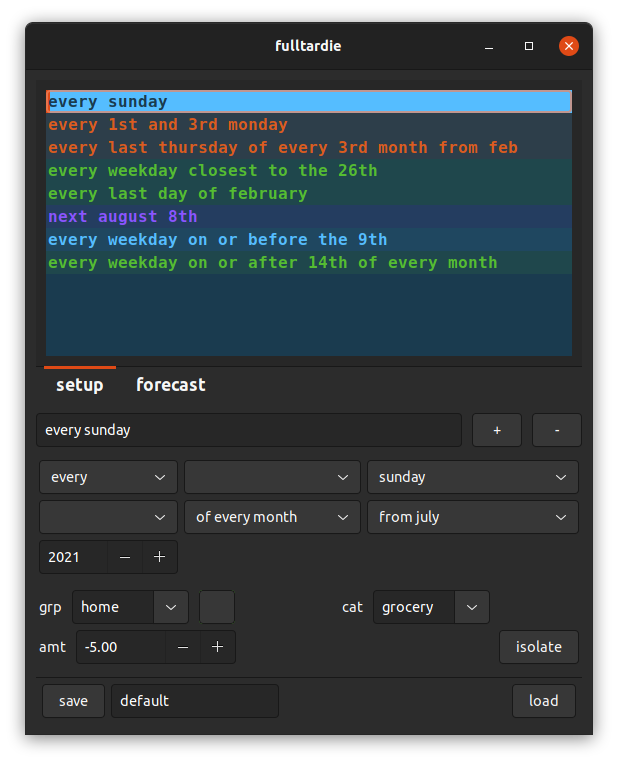 fulltardie
every sunday
every 1st and 3rd monday
every last thursday of every 3rd month from feb
every weekday closest to the 26th
every last day of february
next august 8th
every weekday on or before the 9th
every weekday on or after 14th of every month
setup forecast
every sunday + -
every sunday
of every month from july
2021 — +
grp home cat grocery
amt -5.00 — + isolate
save default load